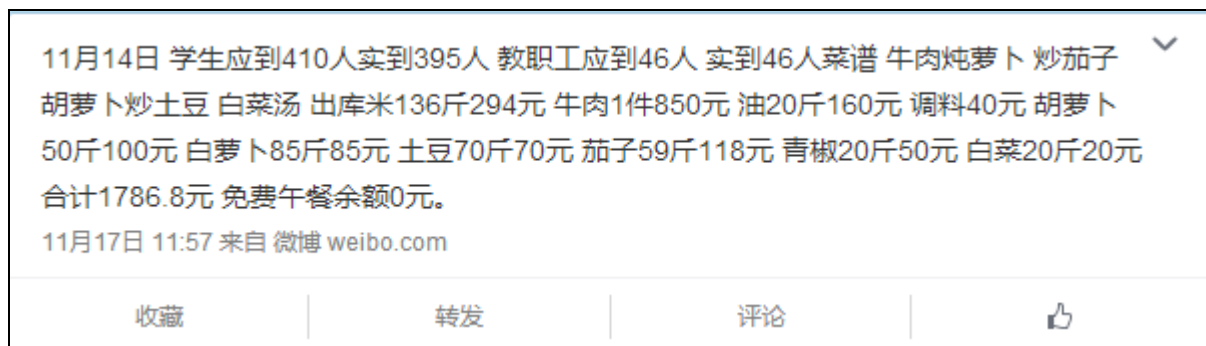 11月14日 学生应到410人实到395人 教职工应到46人 实到46人菜谱 牛肉炖萝卜 炒茄子
胡萝卜炒土豆 白菜汤 出库米136斤294元 牛肉1件850元 油20斤160元 调料40元 胡萝卜
50斤100元 白萝卜85斤85元 土豆70斤70元 茄子59斤118元 青椒20斤50元 白菜20斤20元
合计1786.8元 免费午餐余额0元。
11月17日 11:57 来自 微博 weibo.com
收藏
转发
评论